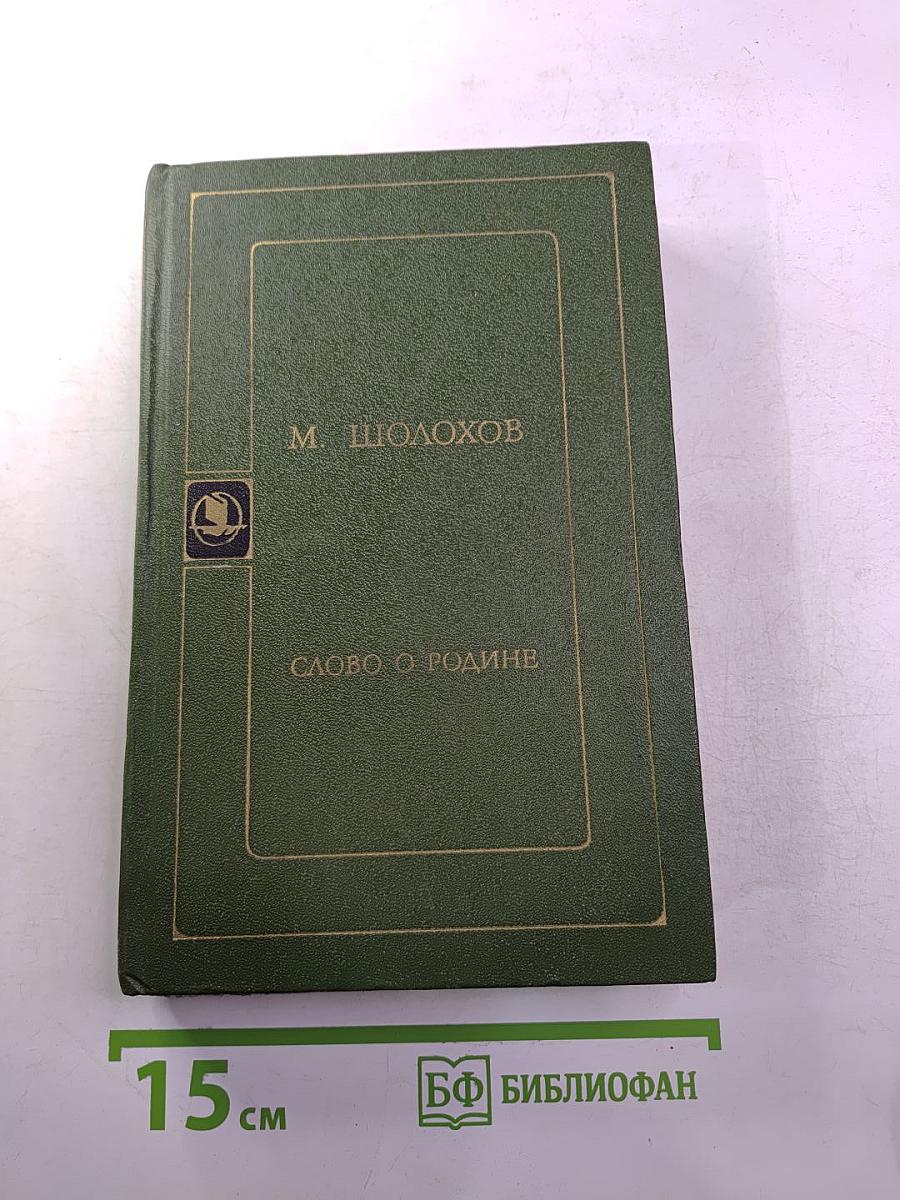 М. ШОЛОХОВ
СЛОВО О РОДИНЕ
15 см
БФ БИБЛИОФАН